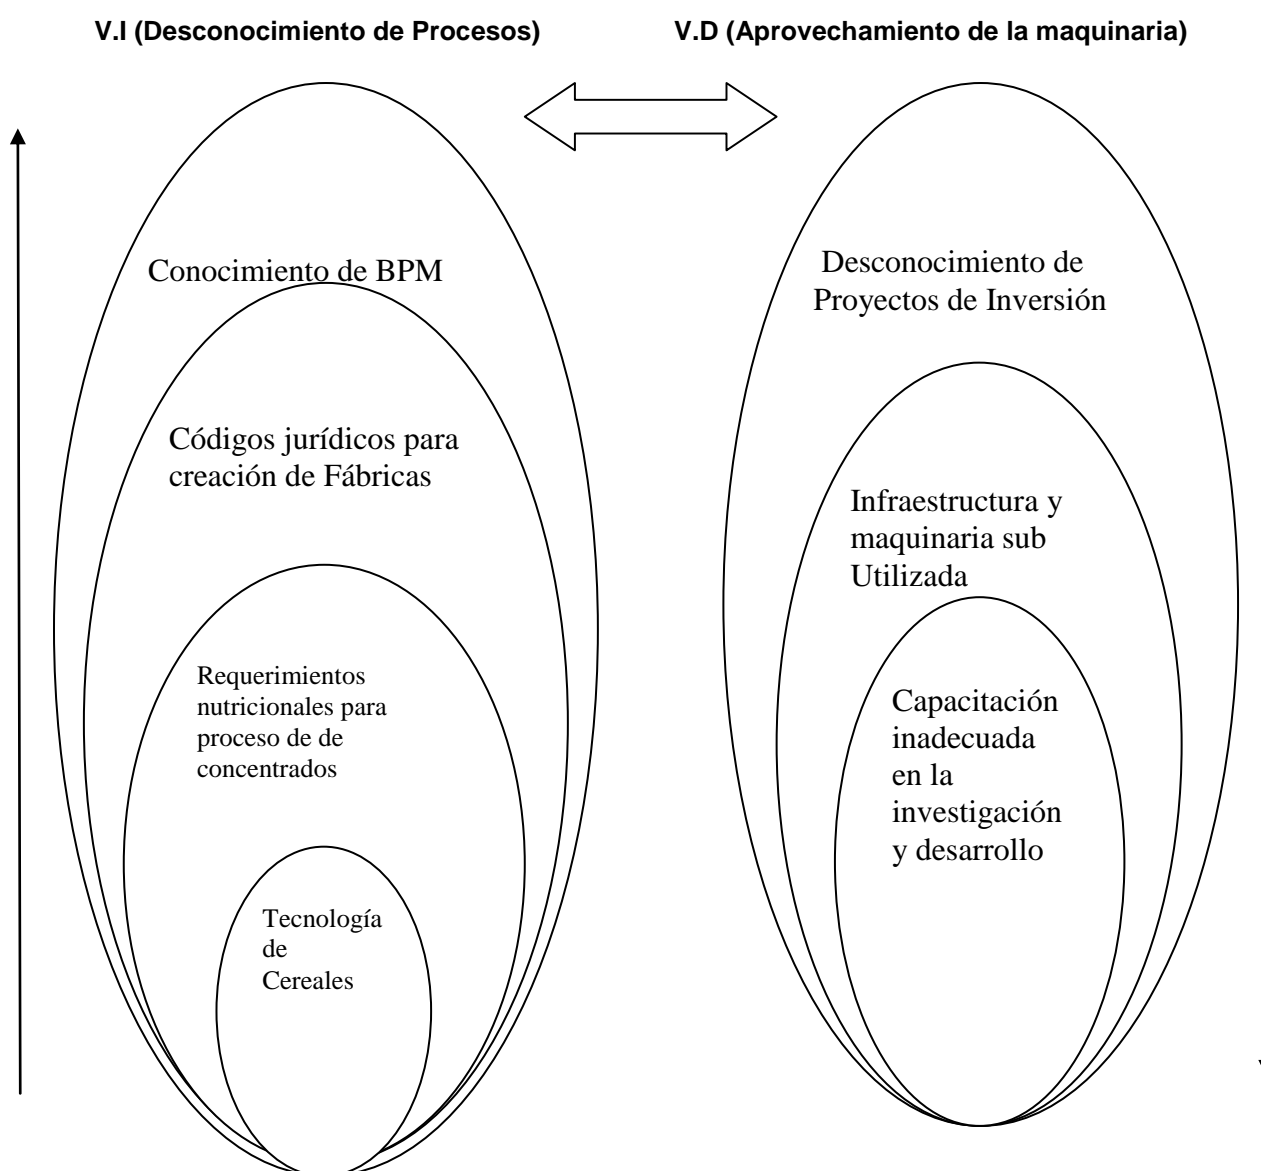 V.I (Desconocimiento de Procesos)
V.D (Aprovechamiento de la maquinaria)
Conocimiento de BPM
Códigos jurídicos para
creación de Fábricas
Requerimientos
nutricionales para
proceso de de
concentrados
Tecnología
de
Cereales
Desconocimiento de
Proyectos de Inversión
Infraestructura y
maquinaria sub
Utilizada
Capacitación
inadecuada
en la
investigación
y desarrollo